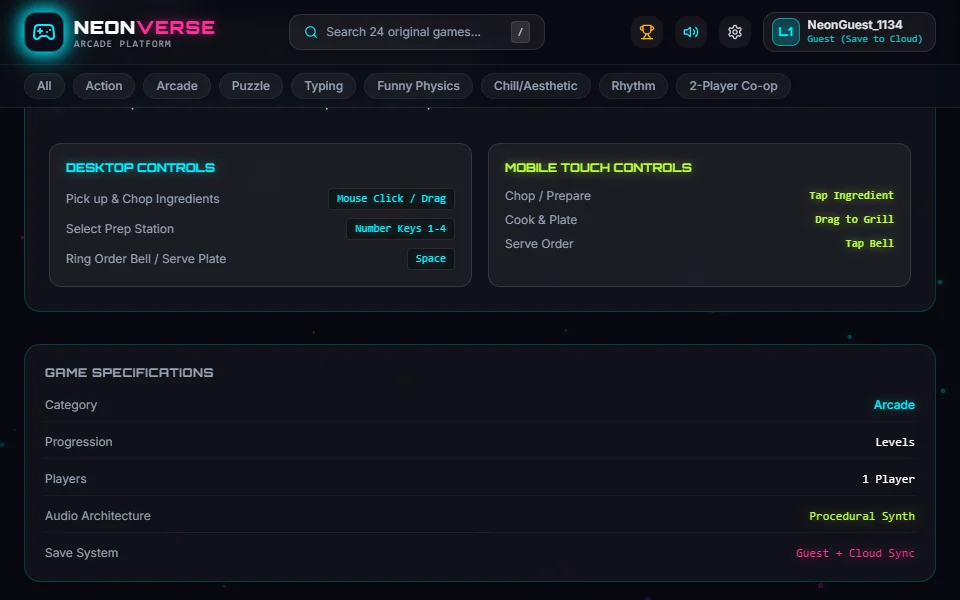 NEONVERSE
ARCADE PLATFORM
Search 24 original games... /
L1
NeonGuest_1134
Guest (Save to Cloud)
All Action Arcade Puzzle Typing Funny Physics Chill/Aesthetic Rhythm 2-Player Co-op
DESKTOP CONTROLS
Pick up & Chop Ingredients Mouse Click / Drag
Select Prep Station Number Keys 1-4
Ring Order Bell / Serve Plate Space
MOBILE TOUCH CONTROLS
Chop / Prepare Tap Ingredient
Cook & Plate Drag to Grill
Serve Order Tap Bell
GAME SPECIFICATIONS
Category Arcade
Progression Levels
Players 1 Player
Audio Architecture Procedural Synth
Save System Guest + Cloud Sync